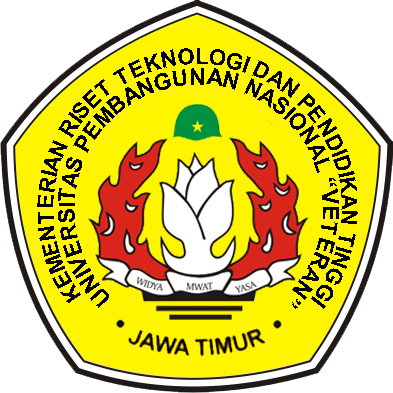 KEMENTERIAN RISET TEKNOLOGI DAN PENDIDIKAN TINGGI
UNIVERSITAS PEMBANGUNAN NASIONAL “VETERAN”
WIDYA MWAT YASA
• JAWA TIMUR •